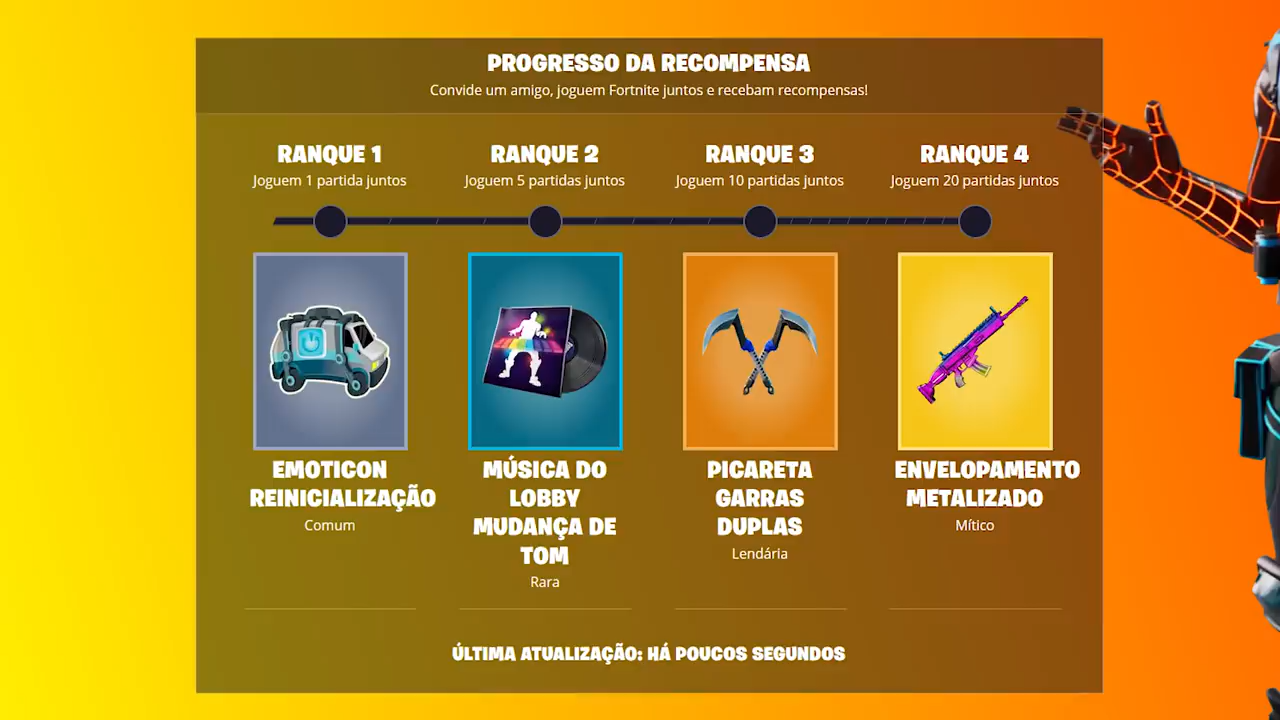 PROGRESSO DA RECOMPENSA
Convide um amigo, joguem Fortnite juntos e recebam recompensas!
RANQUE 1
Joguem 1 partida juntos
RANQUE 2
Joguem 5 partidas juntos
RANQUE 3
Joguem 10 partidas juntos
RANQUE 4
Joguem 20 partidas juntos
EMOTICON
REINICIALIZAÇÃO
Comum
MÚSICA DO
LOBBY
MUDANÇA DE
TOM
Rara
PICARETA
GARRAS
DUPLAS
Lendária
ENVELOPAMENTO
METALIZADO
Mítico
ÚLTIMA ATUALIZAÇÃO: HÁ POUCOS SEGUNDOS